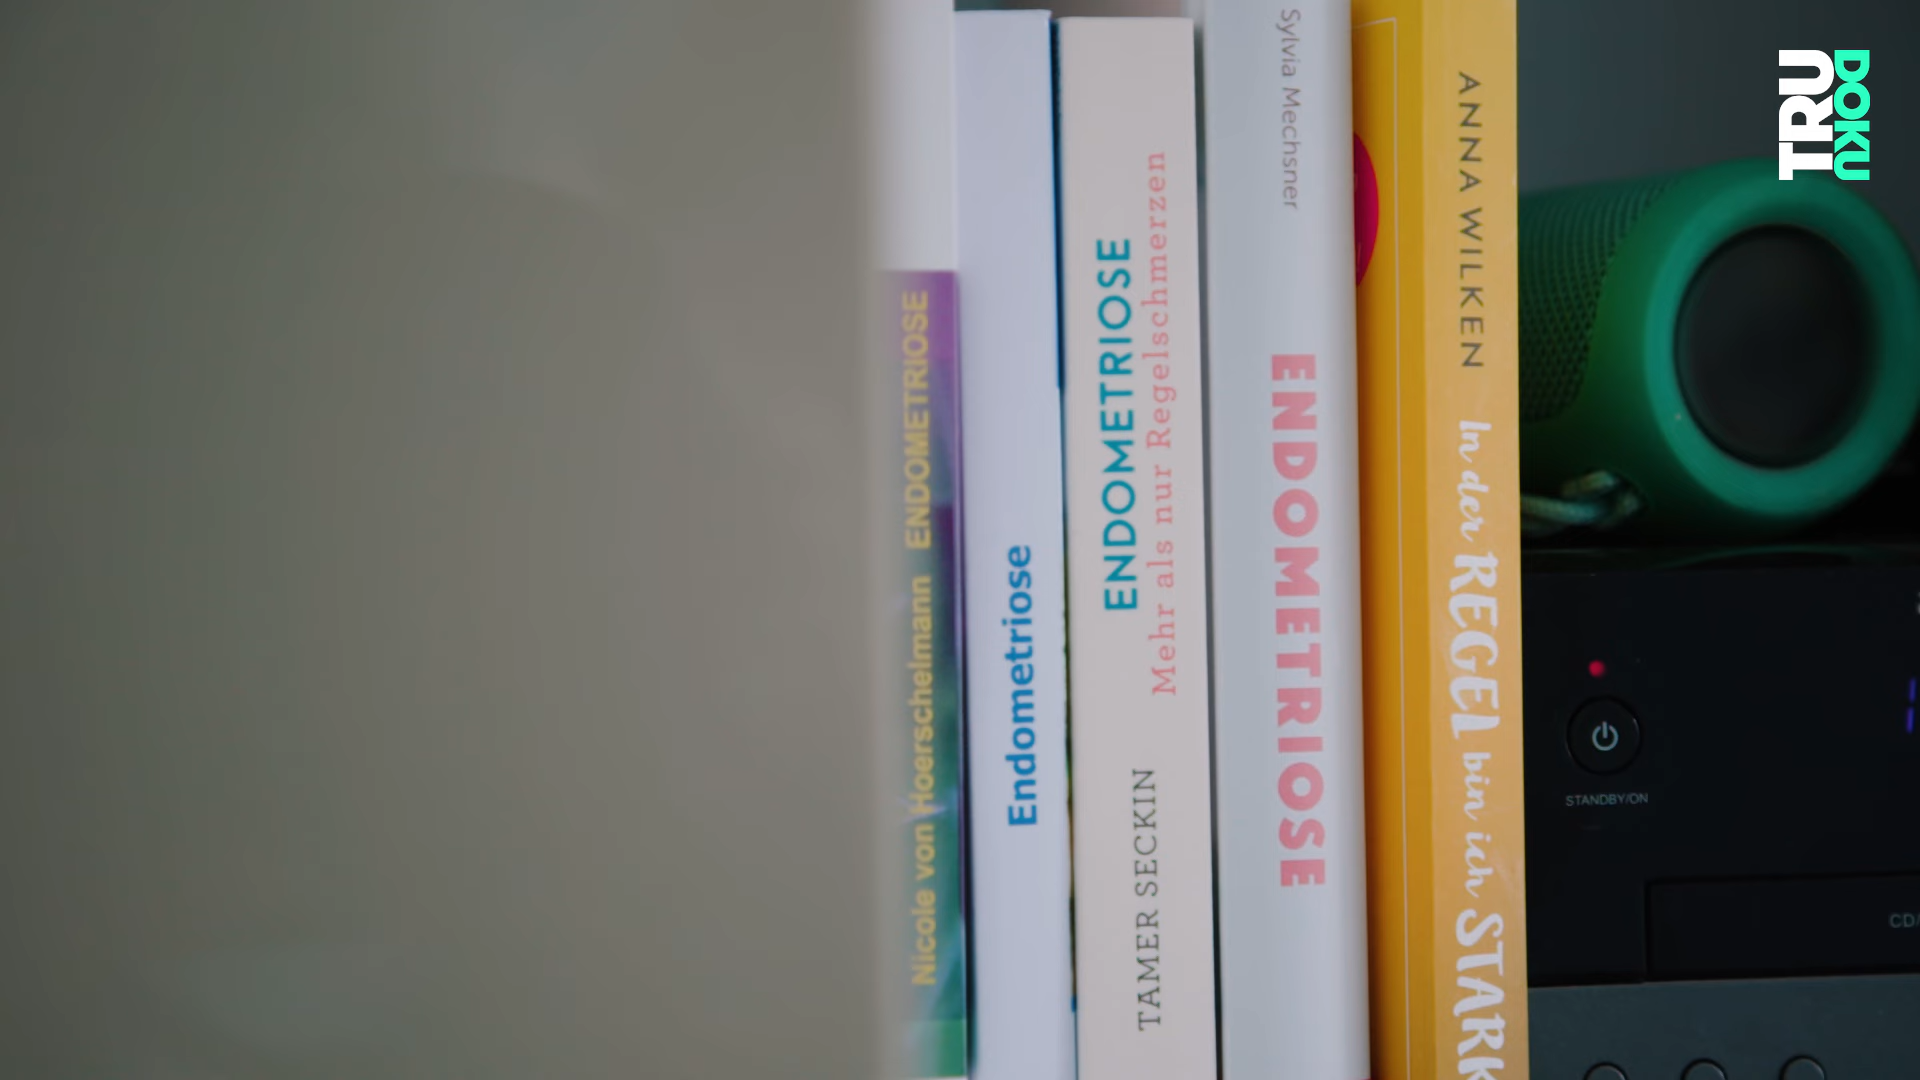 Nicole von Hoerschelmann ENDOMETRIOSE
Endometriose
TAMER SECKIN ENDOMETRIOSE
Mehr als nur Regelschmerzen
Sylvia Mechsner ENDOMETRIOSE
ANNA WILKEN In der REGEL bin ich STARK
TRU
DOKU
STANDBY/ON
CD/